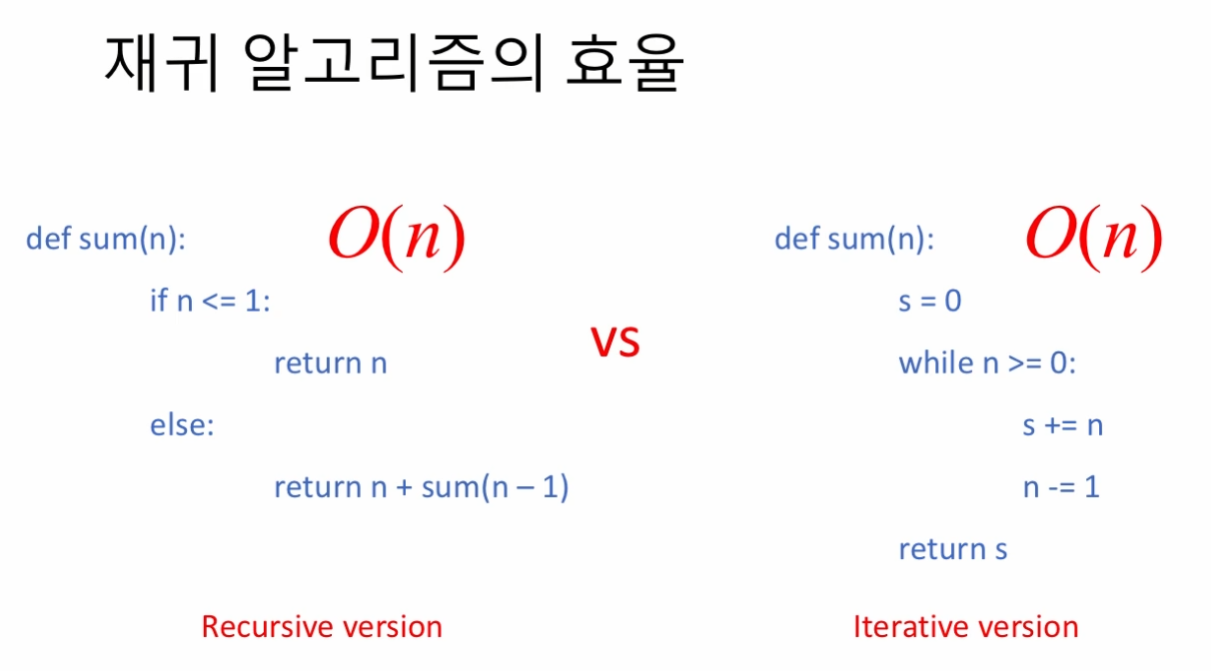 재귀 알고리즘의 효율
def sum(n):
if n <= 1:
return n
else:
return n + sum(n – 1)
Recursive version
O(n)
vs
def sum(n):
s = 0
while n >= 0:
s += n
n -= 1
return s
Iterative version
O(n)